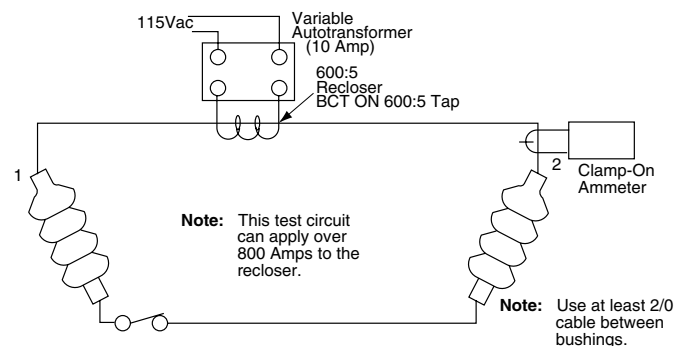 115Vac
Variable
Autotransformer
(10 Amp)
600:5
Recloser
BCT ON 600:5 Tap
1
2
Clamp-On
Ammeter
Note: This test circuit
can apply over
800 Amps to the
recloser.
Note: Use at least 2/0
cable between
bushings.